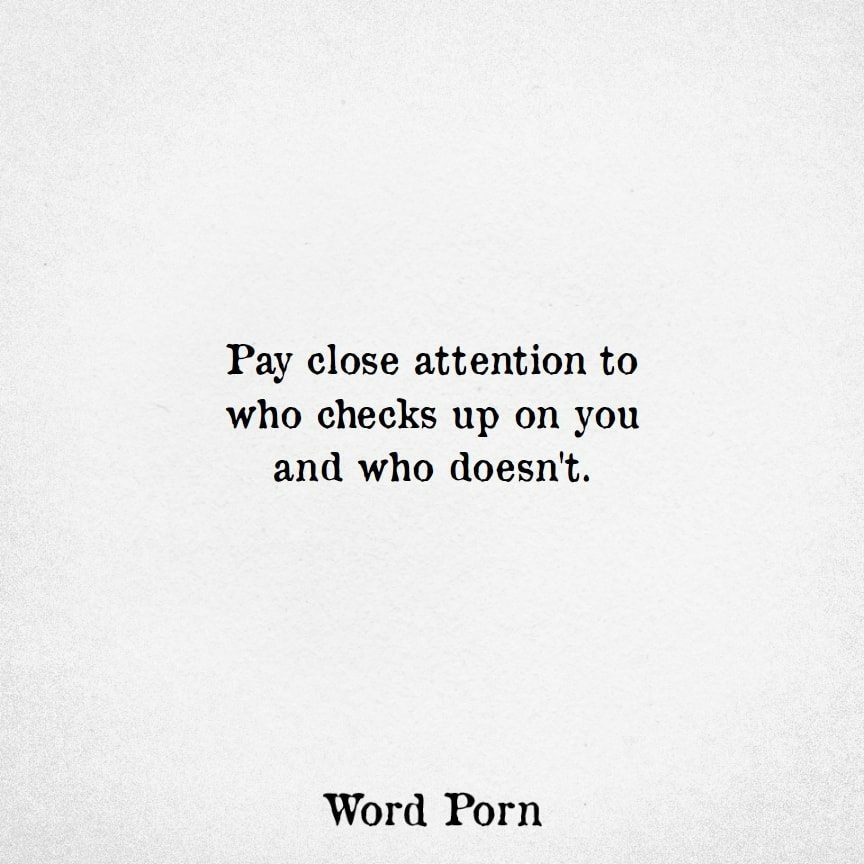 Pay close attention to
who checks up on you
and who doesn't.
Word Porn